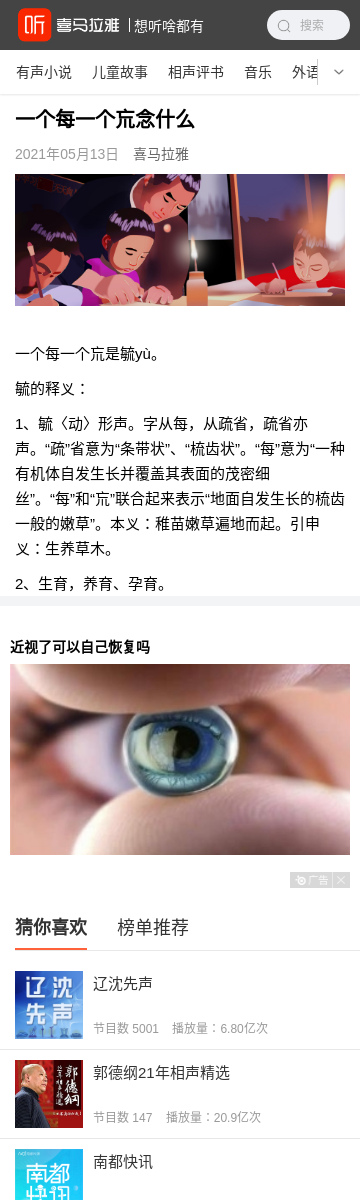 听 喜马拉雅 想听啥都有 搜索
有声小说 儿童故事 相声评书 音乐 外语
一个每一个巟念什么
2021年05月13日 喜马拉雅
一个每一个巟是毓yù。
毓的释义：
1、毓〈动〉形声。字从每，从疏省，疏省亦
声。“疏”省意为“条带状”、“梳齿状”。“每”意为“一种
有机体自发生长并覆盖其表面的茂密细
丝”。“每”和“巟”联合起来表示“地面自发生长的梳齿
一般的嫩草”。本义：稚苗嫩草遍地而起。引申
义：生养草木。
2、生育，养育、孕育。
近视了可以自己恢复吗
广告
猜你喜欢 榜单推荐
辽沈先声
辽沈先声
节目数 5001 播放量：6.80亿次
郭德纲
21年相声精选
郭德纲21年相声精选
节目数 147 播放量：20.9亿次
南都快讯
南都快讯